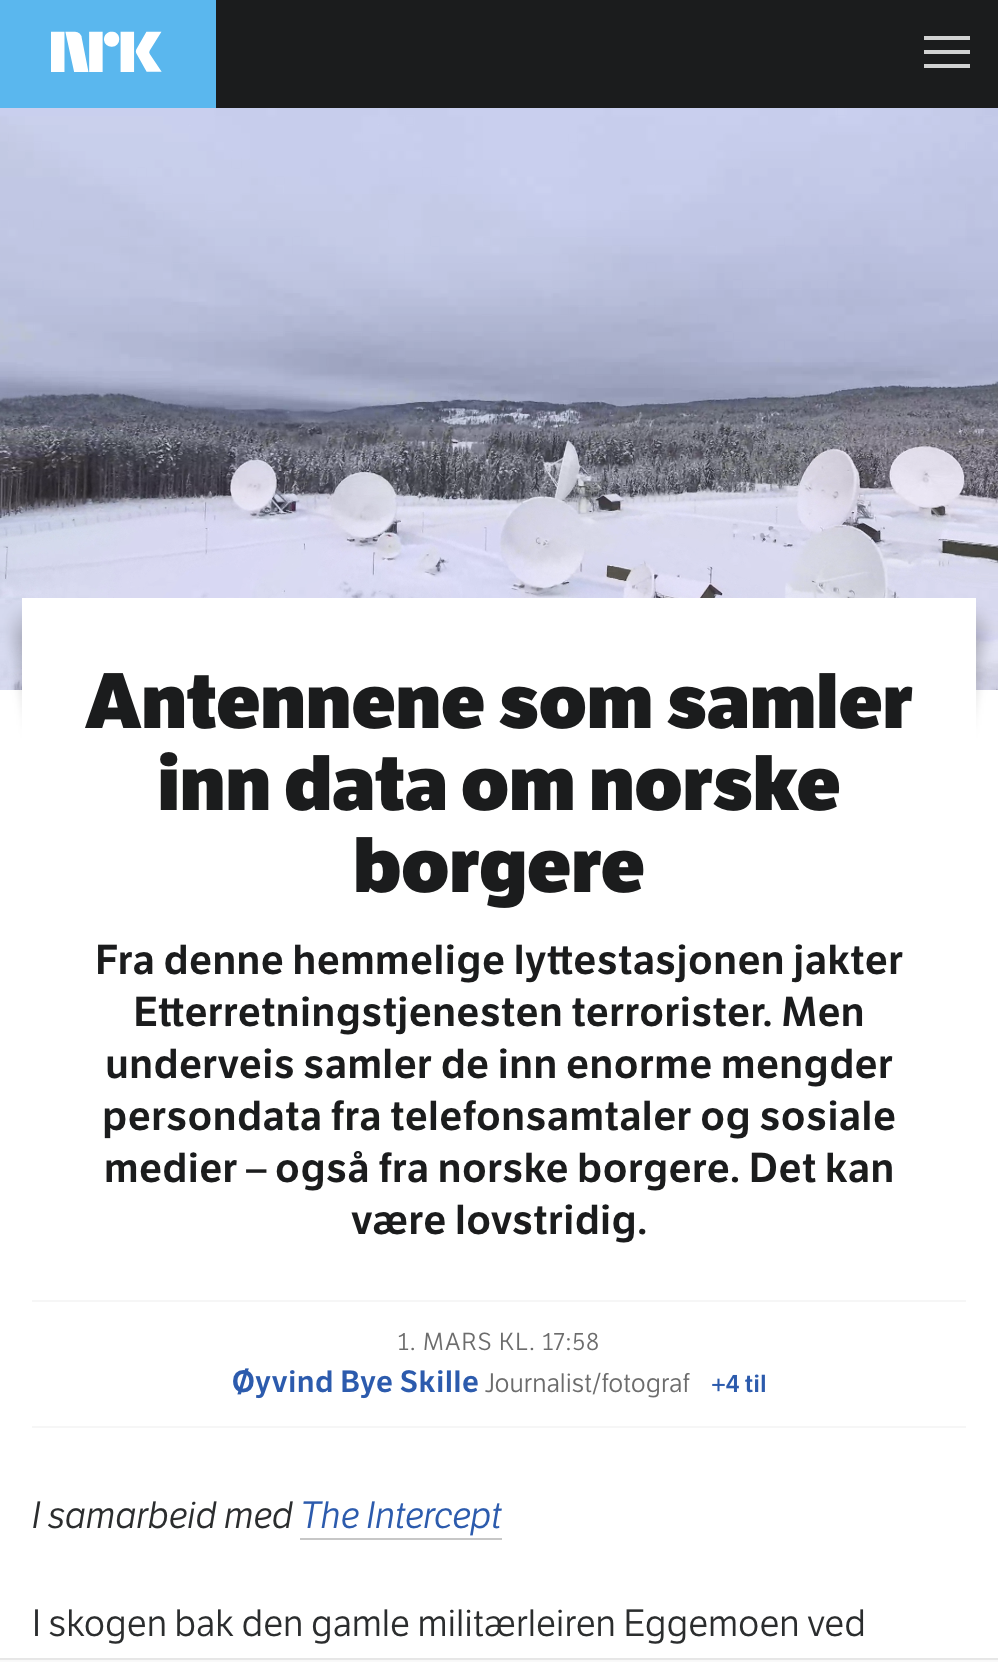 NrK
Antennene som samler
inn data om norske
borgere
Fra denne hemmelige lyttestasjonen jakter
Etterretningstjenesten terrorister. Men
underveis samler de inn enorme mengder
persondata fra telefonsamtaler og sosiale
medier – også fra norske borgere. Det kan
være lovstridig.
1. MARS KL. 17:58
Øyvind Bye Skille Journalist/fotograf +4 til
I samarbeid med The Intercept
I skogen bak den gamle militærleiren Eggemoen ved